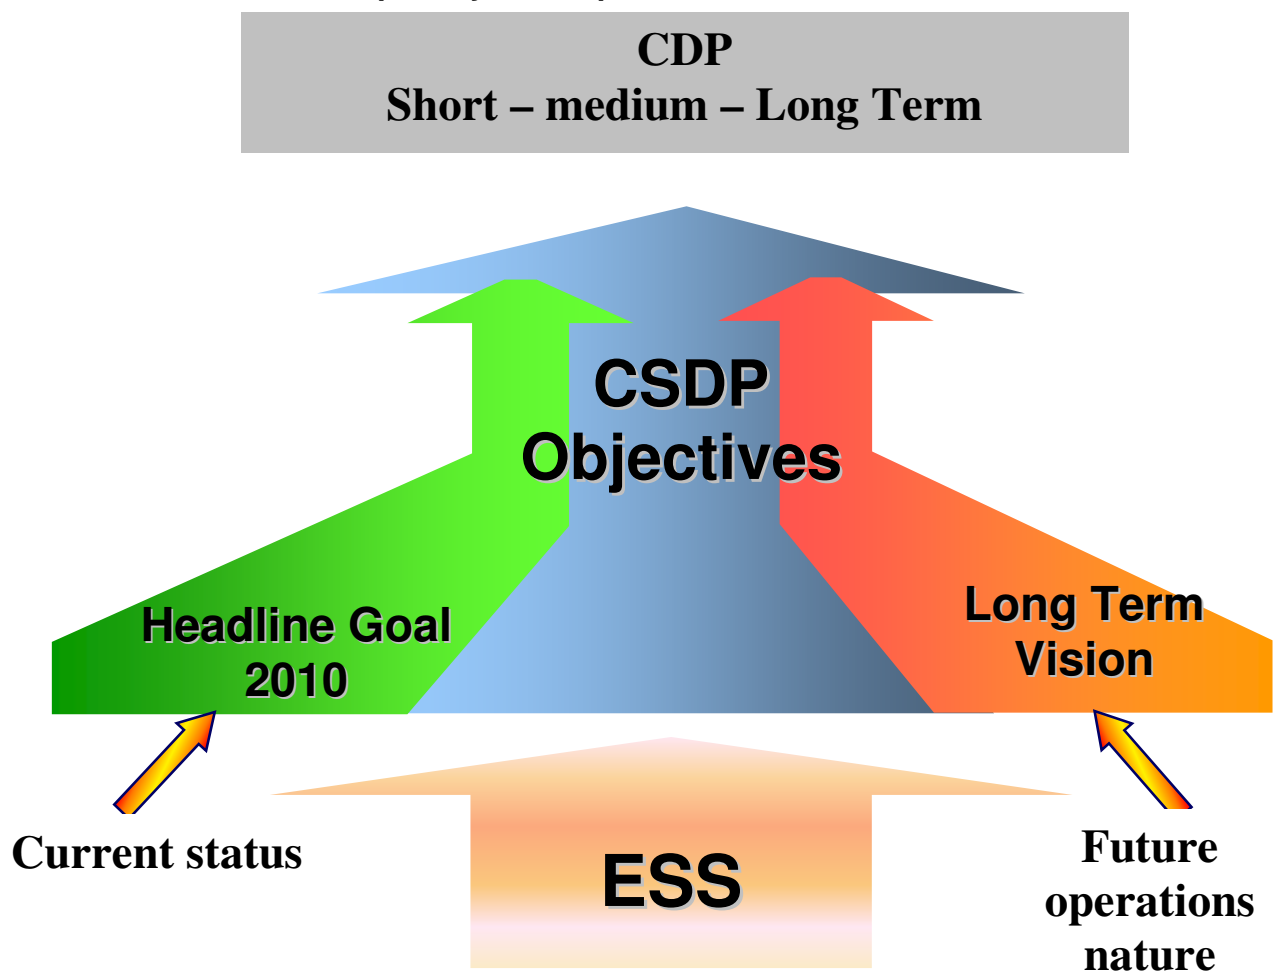 CDP
Short – medium – Long Term
CSDP
Objectives
Headline Goal
2010
Long Term
Vision
Current status
ESS
Future
operations
nature